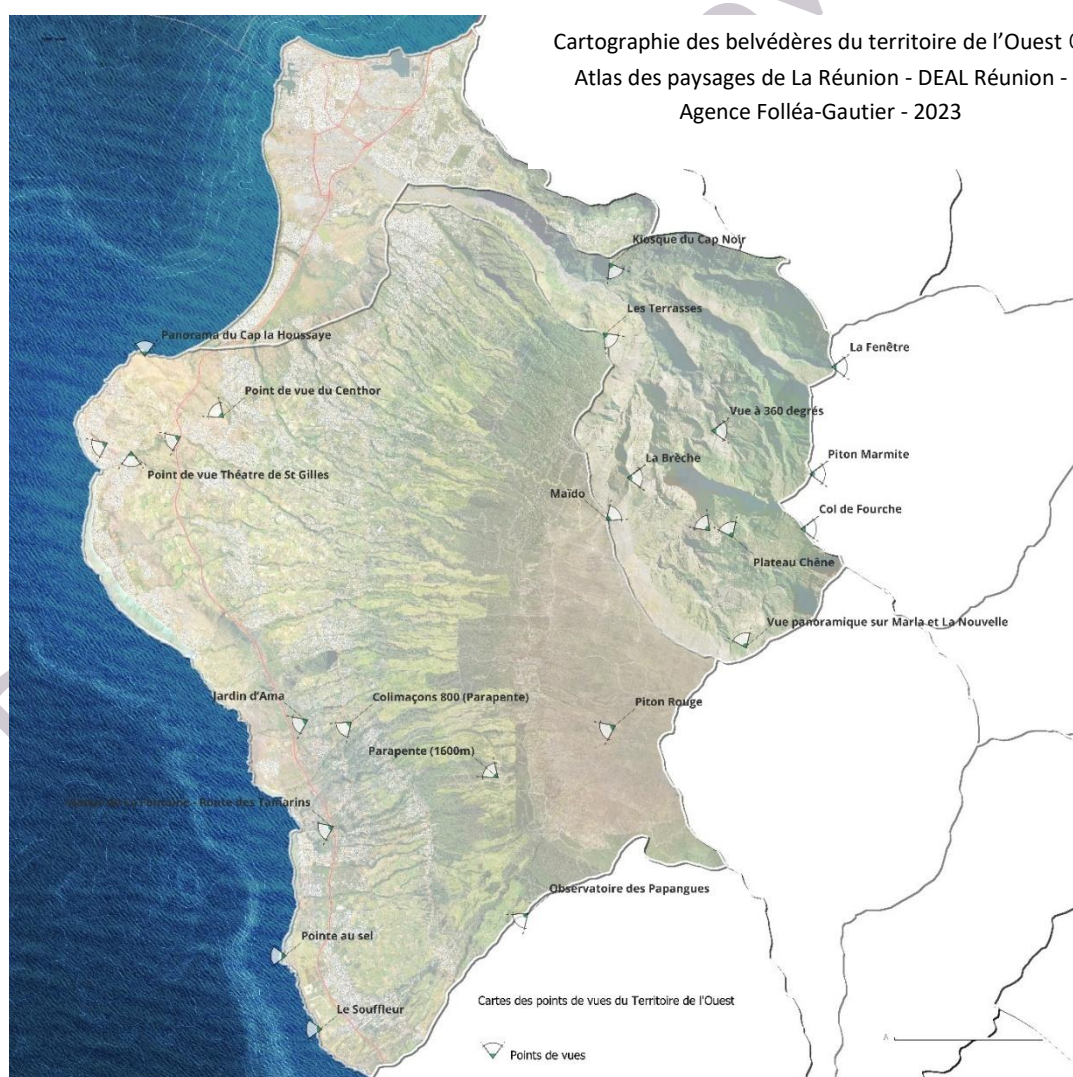 Cartographie des belvédères du territoire de l'Ouest ©
Atlas des paysages de La Réunion - DEAL Réunion -
Agence Folléa-Gautier - 2023
Kiosque du Cap Noir
Les Terrasses
Panorama du Cap la Houssaye
La Fenêtre
Point de vue du Centhor
Vue à 360 degrés
La Brèche
Piton Marmite
Point de vue Théatre de St Gilles
Maïdo
Col de Fourche
Plateau Chêne
Vue panoramique sur Marla et La Nouvelle
Jardin d'Ama
Colimaçons 800 (Parapente)
Piton Rouge
Parapente (1600m)
Route des Tamarins
Observatoire des Papangues
Pointe au sel
Cartes des points de vues du Territoire de l'Ouest
Le Souffleur
Points de vues